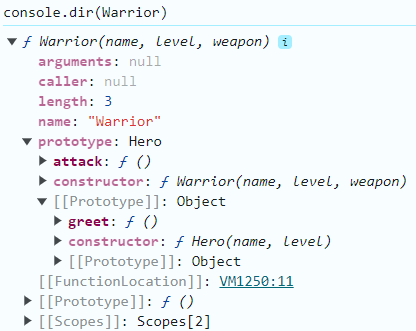 console.dir(Warrior)
▼ ƒ Warrior(name, level, weapon) i
arguments: null
caller: null
length: 3
name: "Warrior"
▼ prototype: Hero
▶ attack: ƒ ()
▶ constructor: ƒ Warrior(name, level, weapon)
▼ [[Prototype]]: Object
▶ greet: ƒ ()
▶ constructor: ƒ Hero(name, level)
▶ [[Prototype]]: Object
[[FunctionLocation]]: VM1250:11
▶ [[Prototype]]: ƒ ()
▶ [[Scopes]]: Scopes[2]